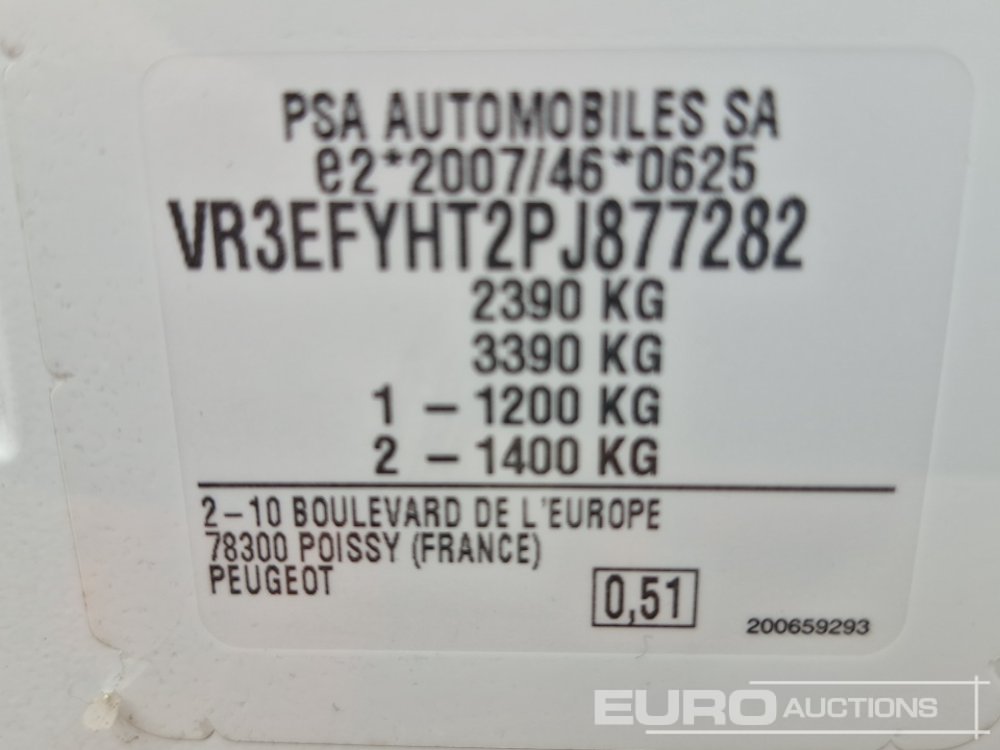 PSA AUTOMOBILES SA
e2*2007/46*0625
VR3EFYHT2PJ877282
2390 KG
3390 KG
1 - 1200 KG
2 - 1400 KG
2-10 BOULEVARD DE L'EUROPE
78300 POISSY (FRANCE)
PEUGEOT
0,51
200659293
EURO AUCTIONS